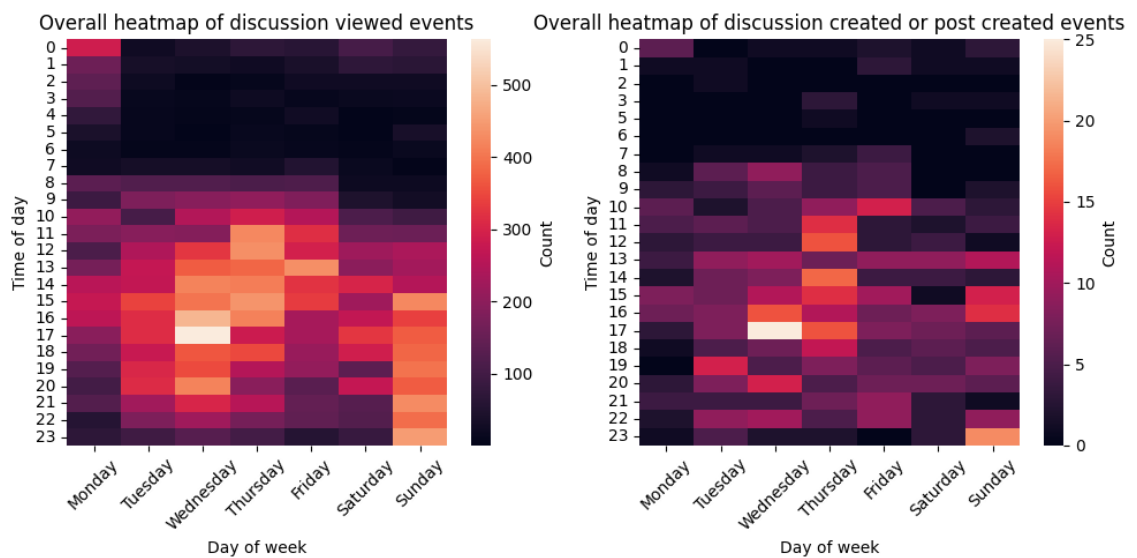 Overall heatmap of discussion viewed events
0
1
2
3
4
5
6
7
8
9
10
11
12
13
14
15
16
17
18
19
20
21
22
23
Time of day
Monday
Tuesday
Wednesday
Thursday
Friday
Saturday
Sunday
Day of week
500
400
300
200
100
Count
Overall heatmap of discussion created or post created events
0
1
2
3
5
6
7
8
9
10
11
12
13
14
15
16
17
18
19
20
21
22
23
Time of day
Monday
Tuesday
Wednesday
Thursday
Friday
Saturday
Sunday
Day of week
25
20
15
10
5
0
Count